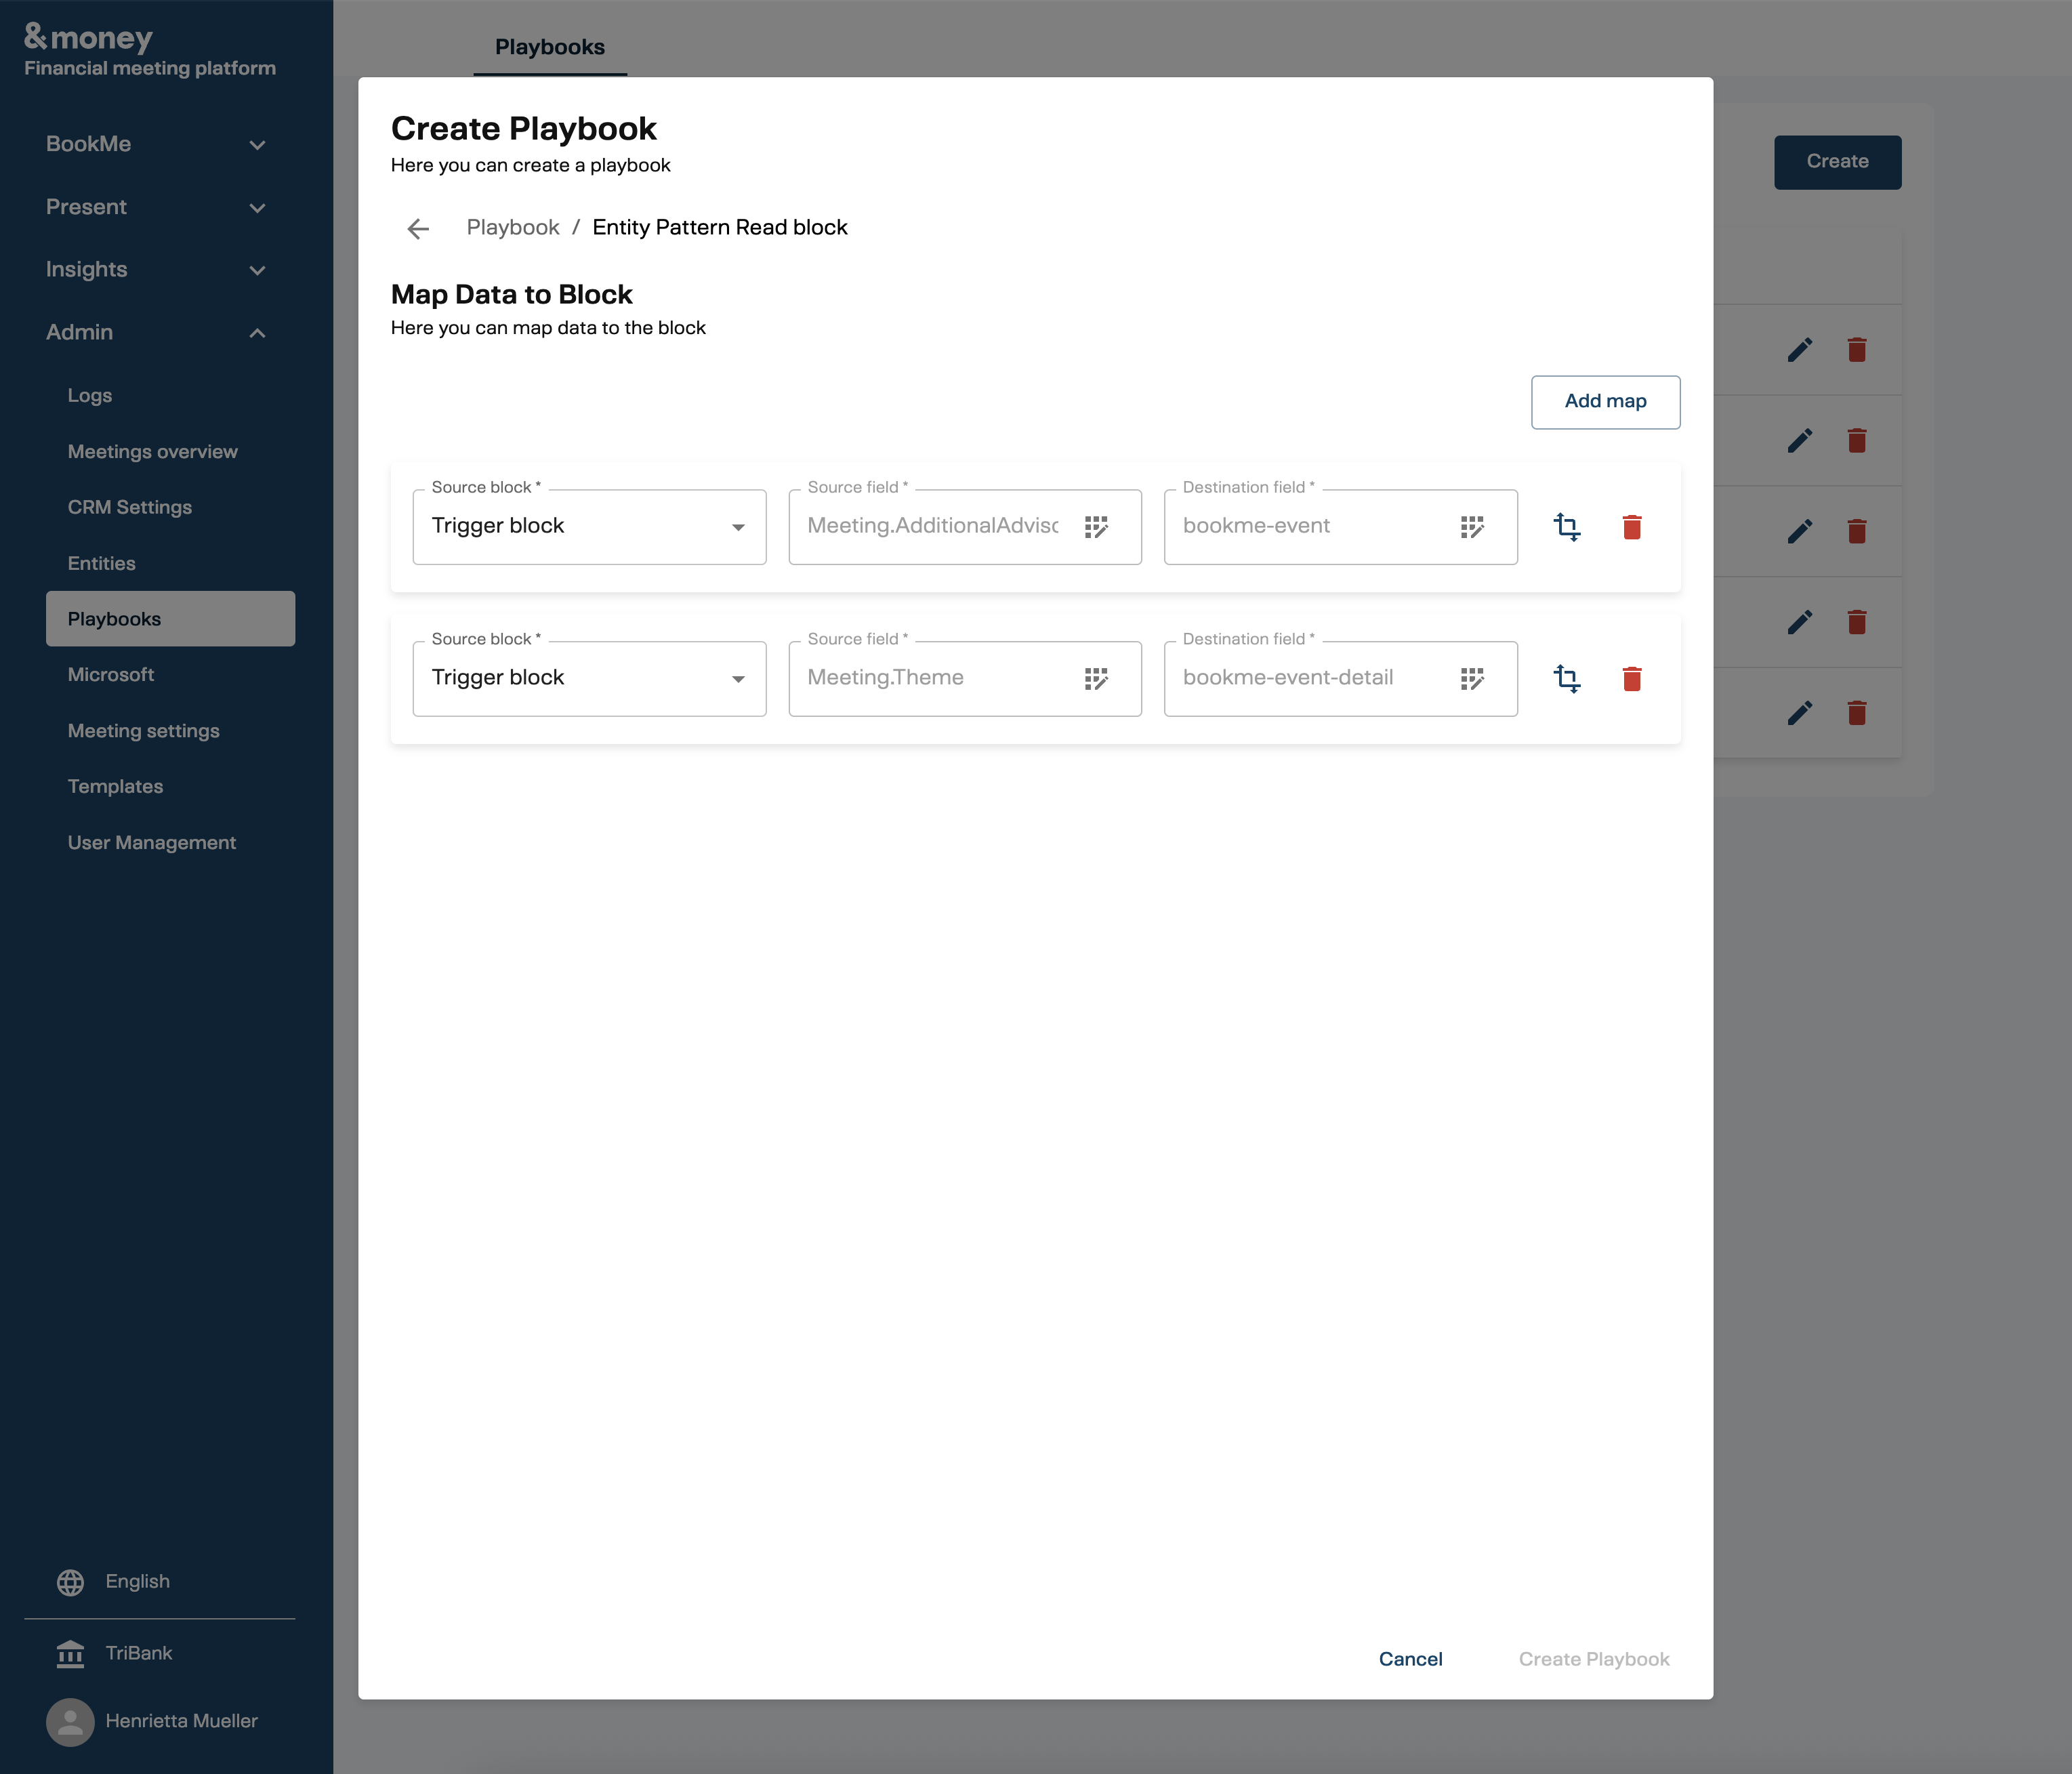 &money
Financial meeting platform
BookMe
Present
Insights
Admin
Logs
Meetings overview
CRM Settings
Entities
Playbooks
Microsoft
Meeting settings
Templates
User Management
English
TriBank
Henrietta Mueller
Playbooks
Create
Create Playbook
Here you can create a playbook
Playbook / Entity Pattern Read block
Map Data to Block
Here you can map data to the block
Add map
Source block *
Trigger block
Source field *
Meeting.AdditionalAdvisc
Destination field *
bookme-event
Source block *
Trigger block
Source field *
Meeting.Theme
Destination field *
bookme-event-detail
Cancel
Create Playbook